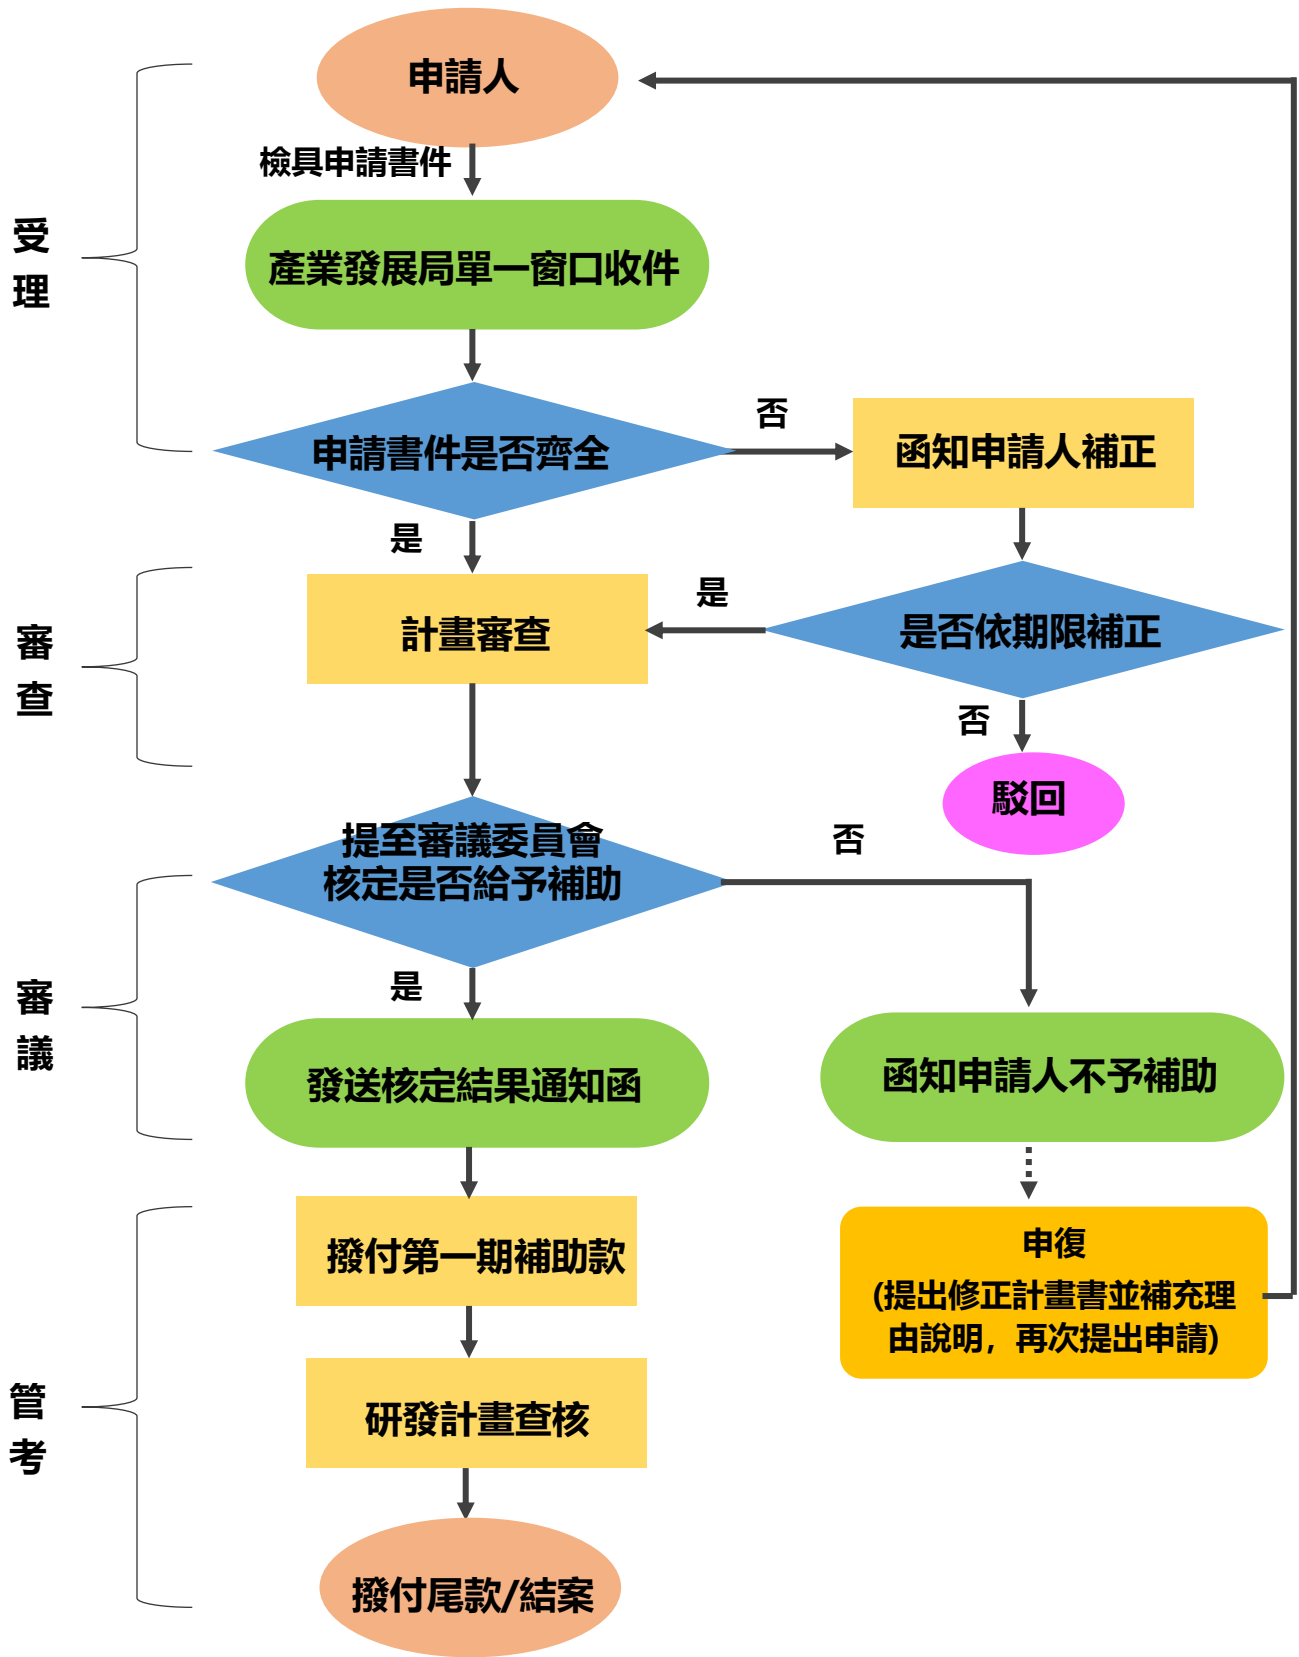 申請人
檢具申請書件
受
理
產業發展局單一窗口收件
否
申請書件是否齊全
函知申請人補正
是
審
查
計畫審查
是
是否依期限補正
否
駁回
提至審議委員會
核定是否給予補助
否
是
審
議
發送核定結果通知函
函知申請人不予補助
管
考
撥付第一期補助款
申復
(提出修正計畫書並補充理
由說明，再次提出申請)
研發計畫查核
撥付尾款/結案